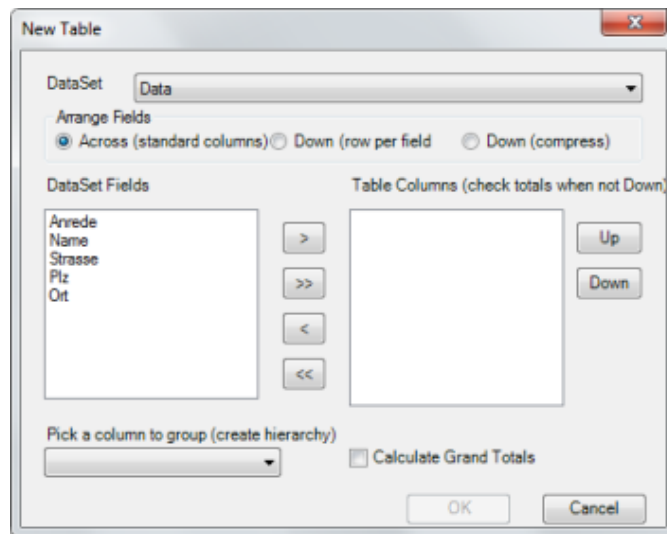 New Table
DataSet
Data
Arrange Fields
Across (standard columns)
Down (row per field
Down (compress)
DataSet Fields
Table Columns (check totals when not Down)
Anrede
Name
Strasse
Plz
Ort
>
>>
<
<<
Up
Down
Pick a column to group (create hierarchy)
Calculate Grand Totals
OK
Cancel